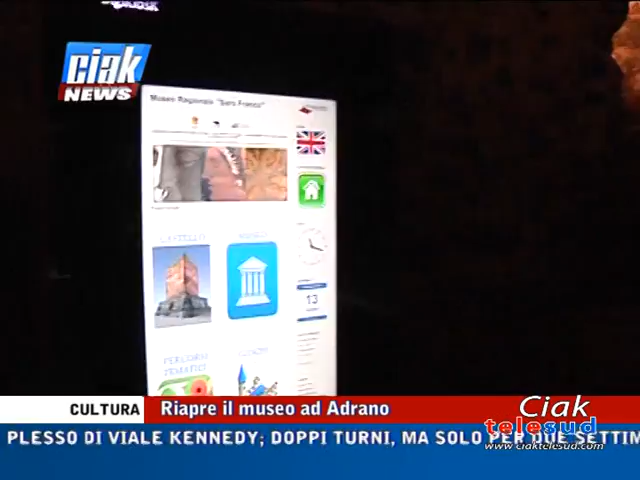 ciak
NEWS
Museo Regionale "Saro Franco"
CASTELLO
MUSEO
13
PERCORSI
TEMATICI
GIOCHI
CULTURA
Riapre il museo ad Adrano
Ciak
telesud
www.ciaktelesud.com
PLESSO DI VIALE KENNEDY; DOPPI TURNI, MA SOLO PER DUE SETTIM